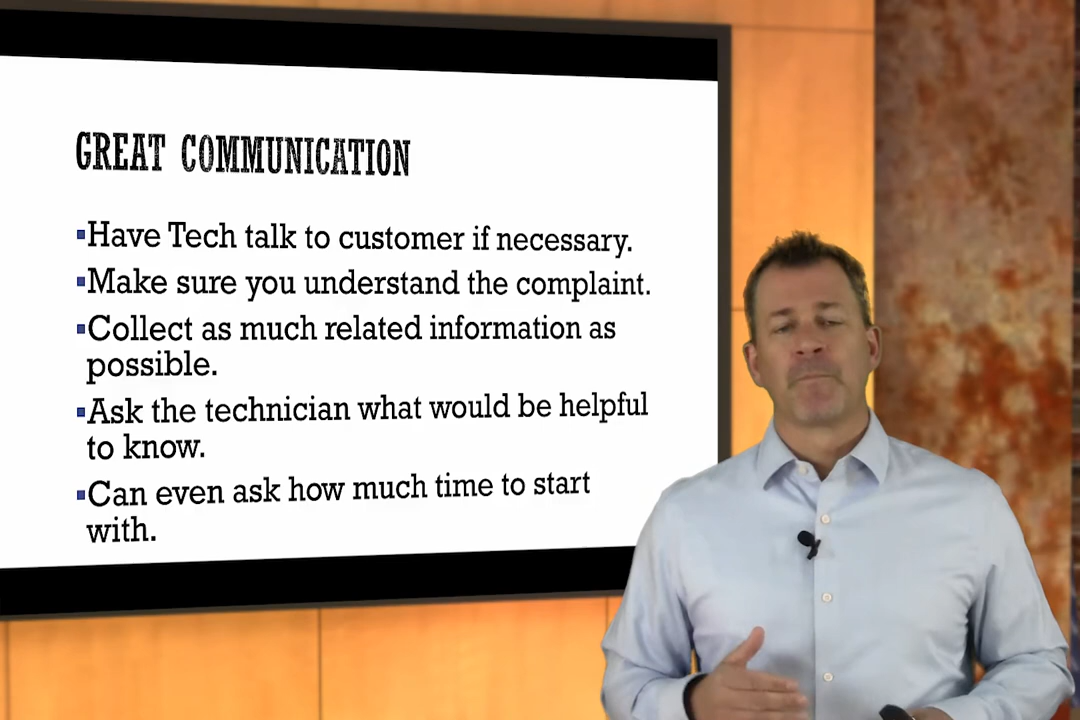 GREAT COMMUNICATION
▪Have Tech talk to customer if necessary.
▪Make sure you understand the complaint.
▪Collect as much related information as
possible.
▪Ask the technician what would be helpful
to know.
▪Can even ask how much time to start
with.